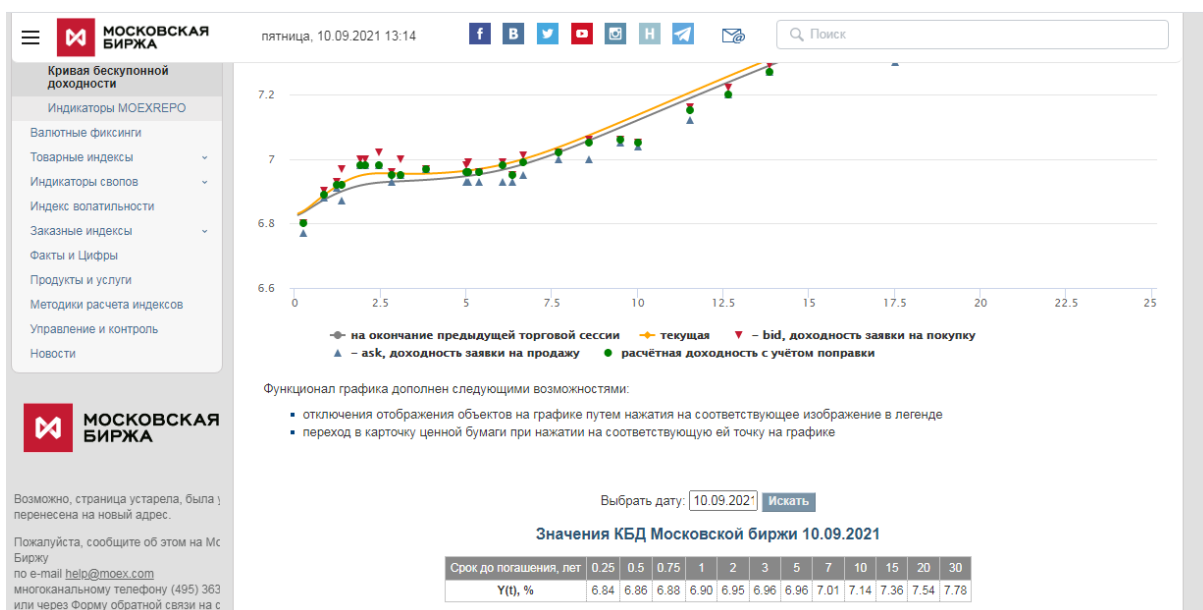 МОСКОВСКАЯ
БИРЖА
пятница, 10.09.2021 13:14
Поиск
Кривая бескупонной
доходности
Индикаторы MOEXREPO
Валютные фиксинги
Товарные индексы
Индикаторы свопов
Индекс волатильности
Заказные индексы
Факты и Цифры
Продукты и услуги
Методики расчета индексов
Управление и контроль
Новости
МОСКОВСКАЯ
БИРЖА
Возможно, страница устарела, была
перенесена на новый адрес.
Пожалуйста, сообщите об этом на
Биржу
по e-mail help@moex.com
многоканальному телефону (495) 363
или через Форму обратной связи на
7.2
7
6.8
6.6
0 2.5 5 7.5 10 12.5 15 17.5 20 22.5 25
на окончание предыдущей торговой сессии текущая – bid, доходность заявки на покупку
– ask, доходность заявки на продажу расчётная доходность с учётом поправки
Функционал графика дополнен следующими возможностями:
отключения отображения объектов на графике путем нажатия на соответствующее изображение в легенде
переход в карточку ценной бумаги при нажатии на соответствующую ей точку на графике
Выбрать дату: 10.09.2021 Искать
Значения КБД Московской биржи 10.09.2021
Срок до погашения, лет 0.25 0.5 0.75 1 2 3 5 7 10 15 20 30
Y(t), % 6.84 6.86 6.88 6.90 6.95 6.96 6.96 7.01 7.14 7.36 7.54 7.78